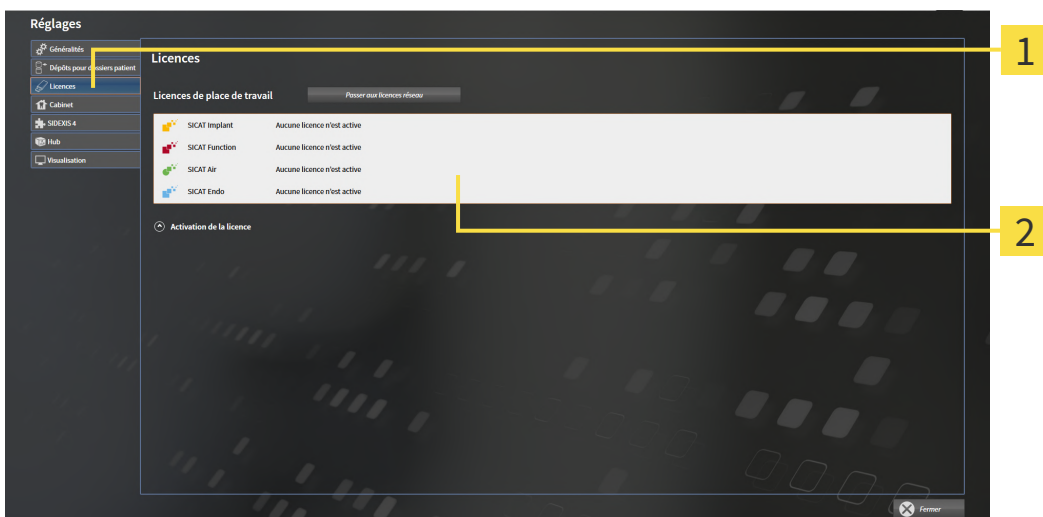 Réglages
Généralités
Dépôts pour dossiers patient
Licences
Cabinet
SIDEXIS 4
Hub
Visualisation
Licences
Licences de place de travail
Passer aux licences réseau
SICAT Implant Aucune licence n'est active
SICAT Function Aucune licence n'est active
SICAT Air Aucune licence n'est active
SICAT Endo Aucune licence n'est active
Activation de la licence
Fermer
1
2